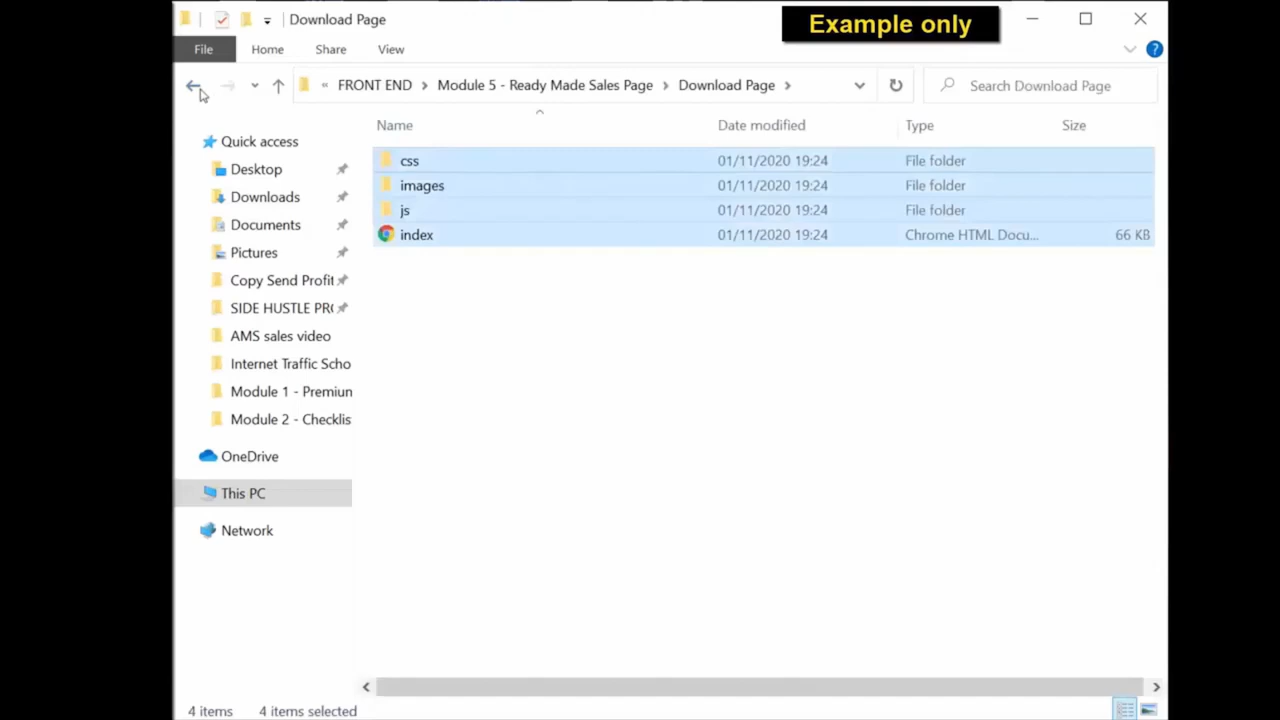 Download Page
Example only
File Home Share View
« FRONT END Module 5 - Ready Made Sales Page Download Page Search Download Page
Name Date modified Type Size
css 01/11/2020 19:24 File folder
images 01/11/2020 19:24 File folder
js 01/11/2020 19:24 File folder
index 01/11/2020 19:24 Chrome HTML Docu... 66 KB
Quick access
Desktop
Downloads
Documents
Pictures
Copy Send Profit
SIDE HUSTLE PR(
AMS sales video
Internet Traffic Scho
Module 1 - Premiun
Module 2 - Checklis
OneDrive
This PC
Network
4 items 4 items selected